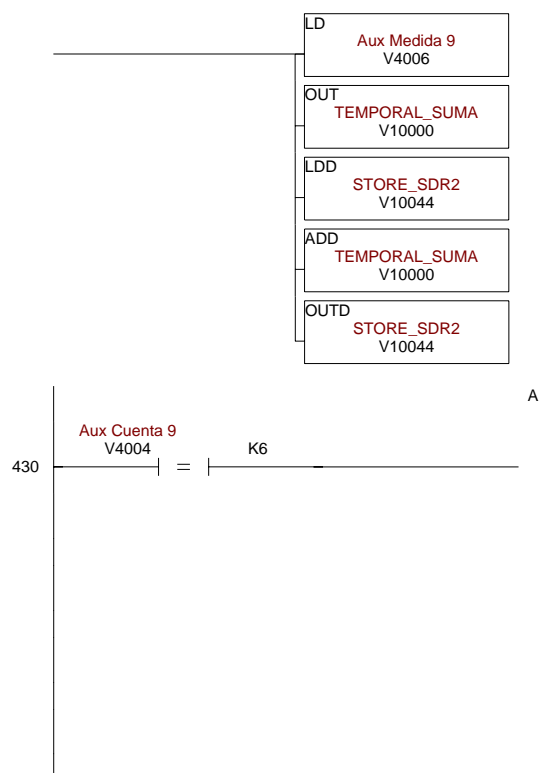 LD
Aux Medida 9
V4006
OUT
TEMPORAL_SUMA
V10000
LDD
STORE_SDR2
V10044
ADD
TEMPORAL_SUMA
V10000
OUTD
STORE_SDR2
V10044
A
Aux Cuenta 9
430 V4004 = K6